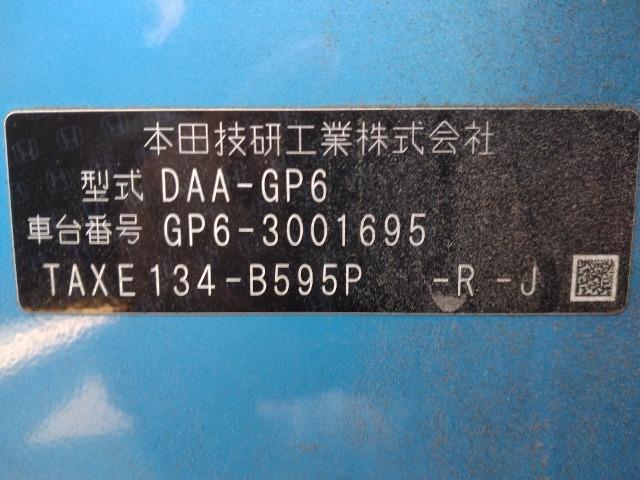 本田技研工業株式会社
型式 DAA-GP6
車台番号 GP6-3001695
TAXE134-B595P -R -J